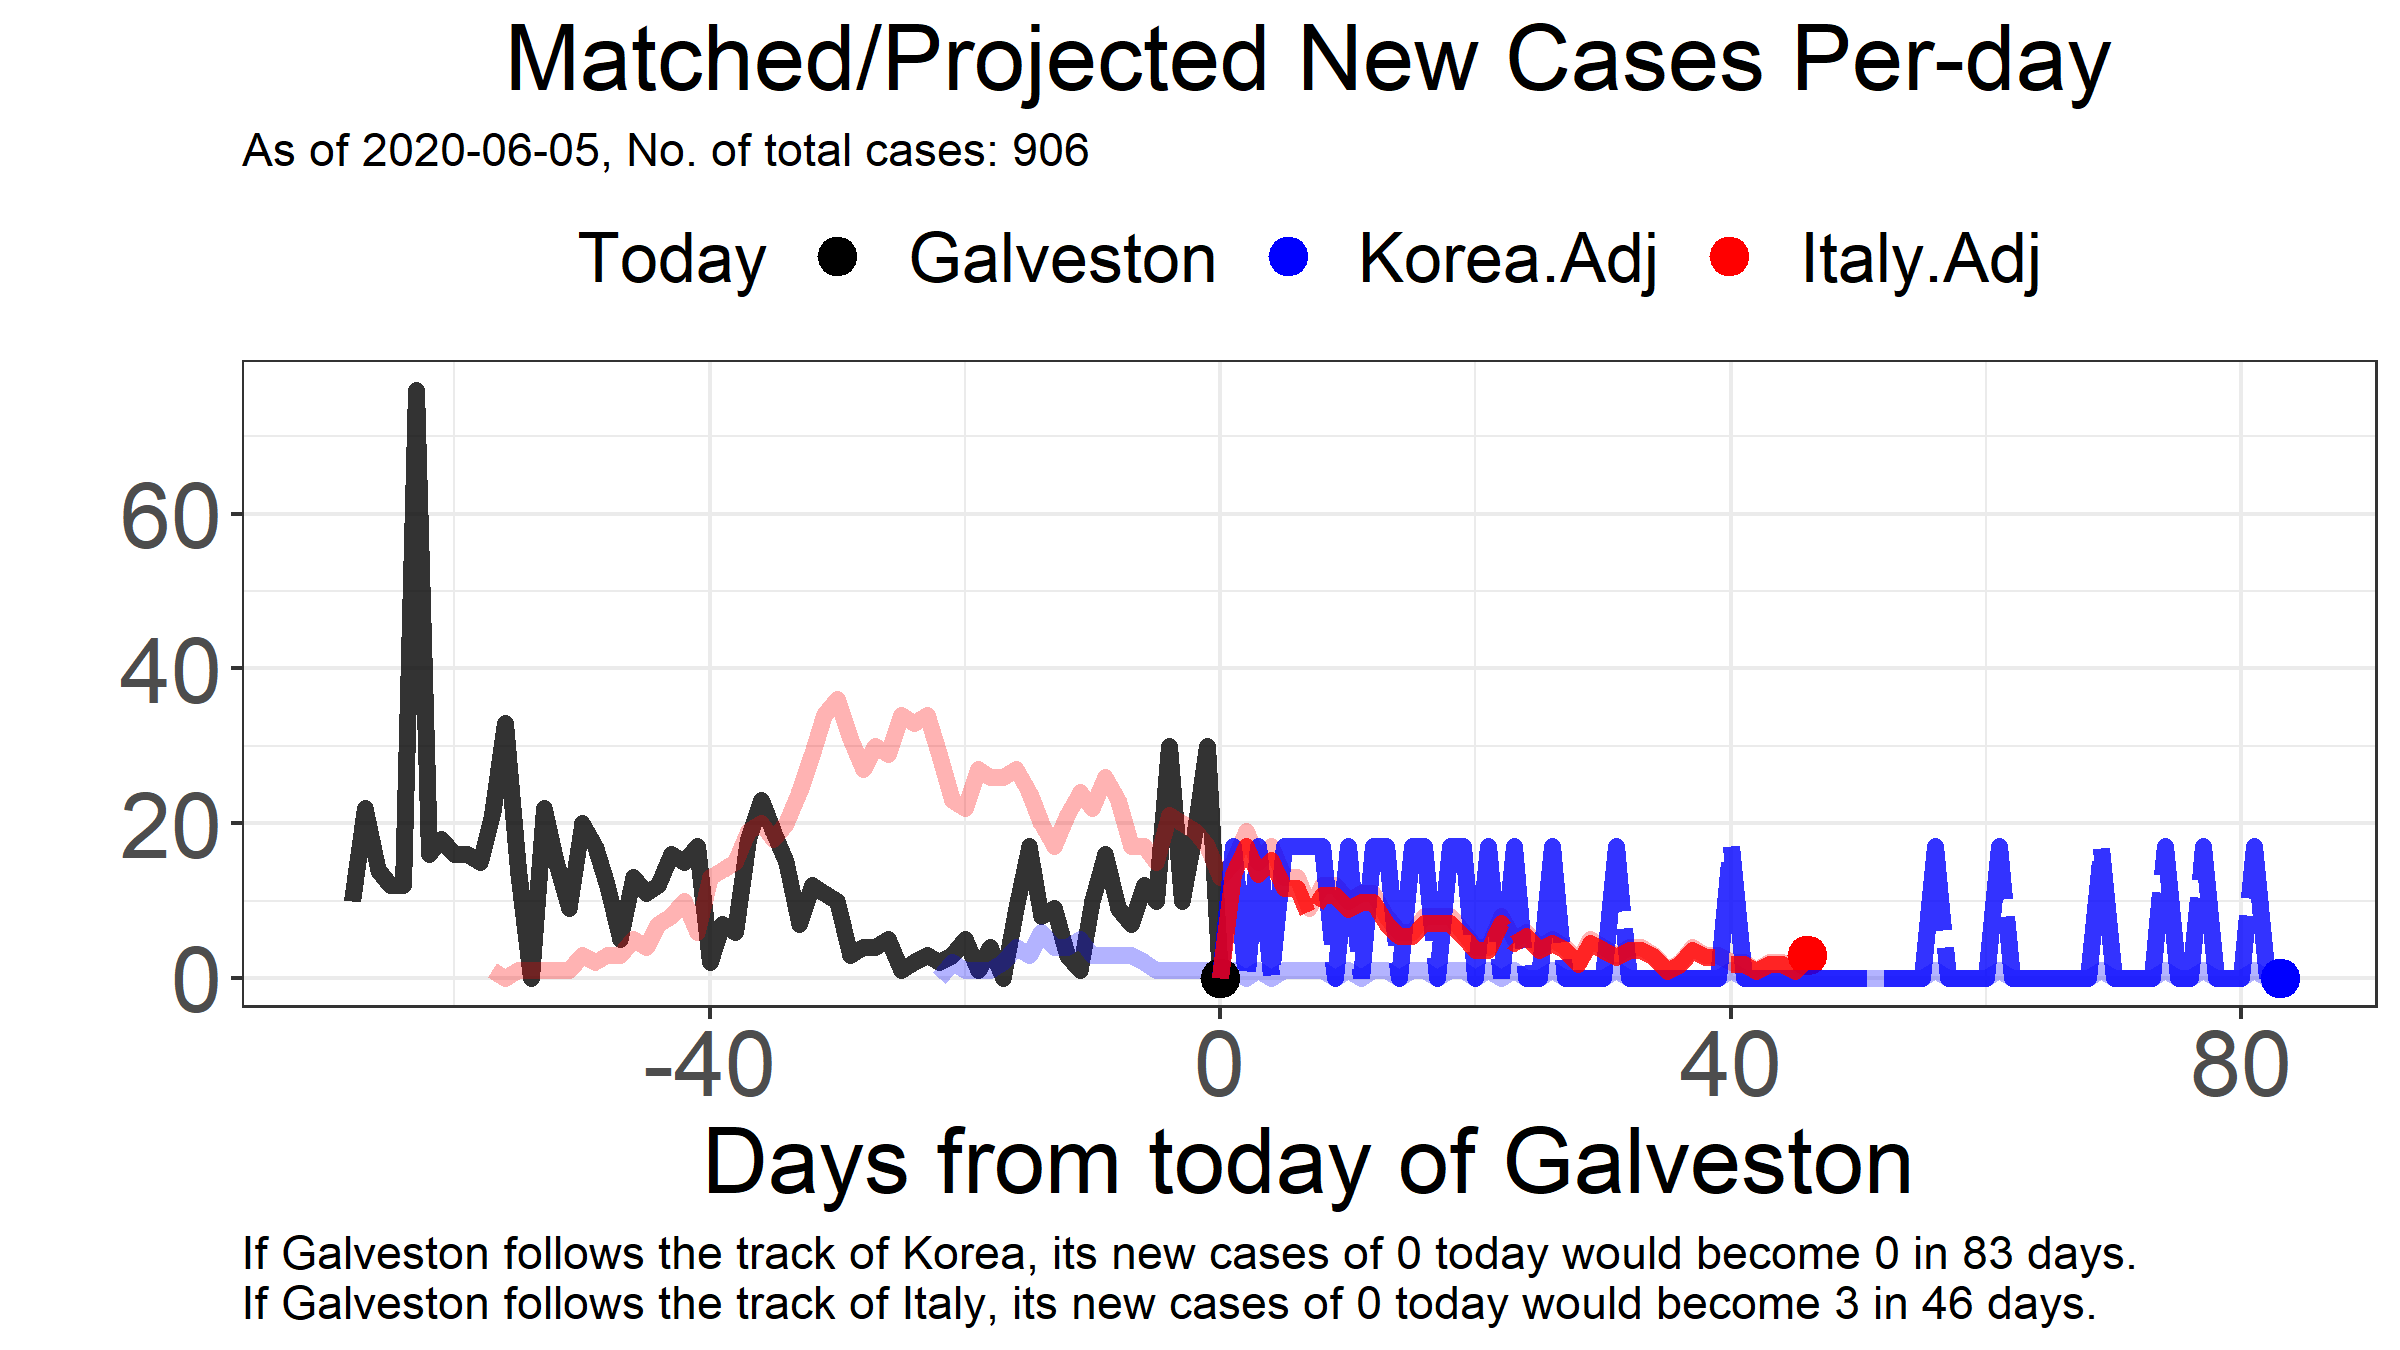 Matched/Projected New Cases Per-day
As of 2020-06-05, No. of total cases: 906
Today Galveston Korea.Adj Italy.Adj
60
40
20
0
-40 0 40 80
Days from today of Galveston
If Galveston follows the track of Korea, its new cases of 0 today would become 0 in 83 days.
If Galveston follows the track of Italy, its new cases of 0 today would become 3 in 46 days.